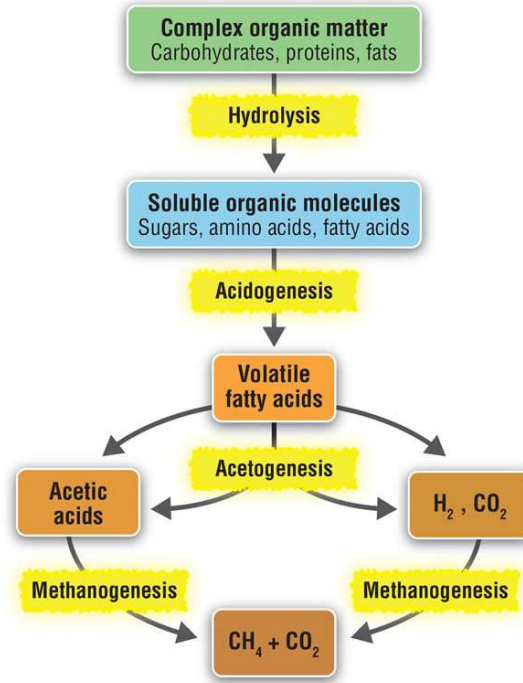 Complex organic matter
Carbohydrates, proteins, fats
Hydrolysis
Soluble organic molecules
Sugars, amino acids, fatty acids
Acidogenesis
Volatile
fatty acids
Acetogenesis
Acetic
acids
H₂ , CO₂
Methanogenesis
Methanogenesis
CH₄ + CO₂